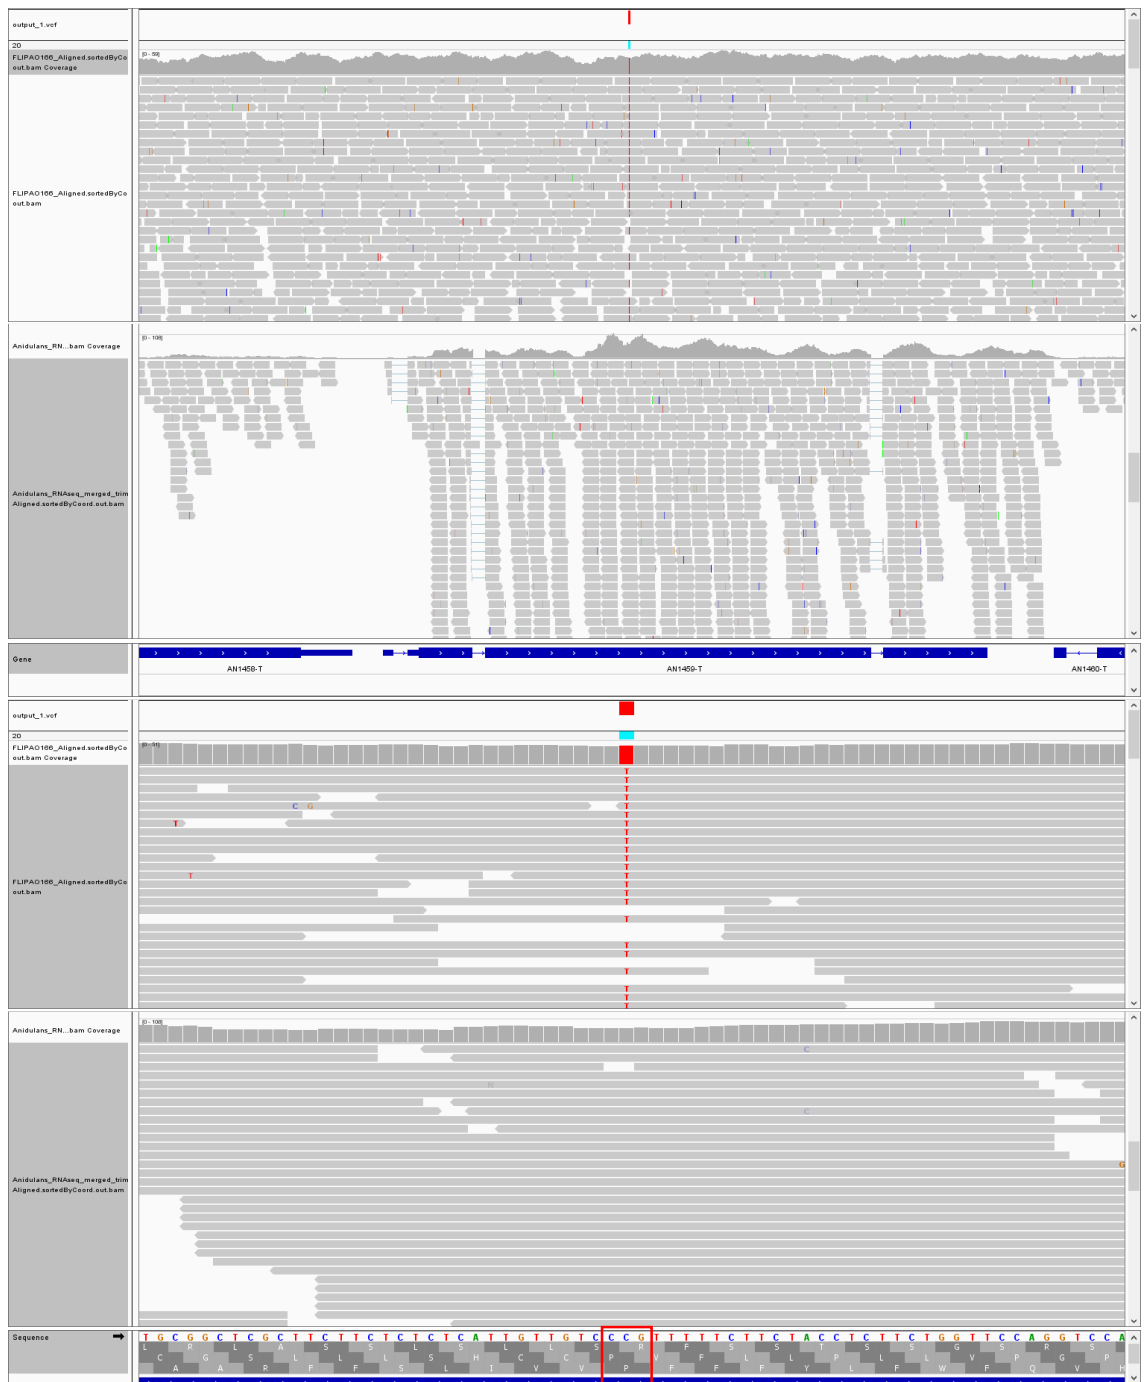 output_1.vcf
20
FLIPAO166_Aligned.sortedByCo
out.bam Coverage
[0 - 59]
FLIPAO166_Aligned.sortedByCo
out.bam
Anidulans_RN...bam Coverage
[0 - 108]
Anidulans_RNAseq_merged_trim
Aligned.sortedByCoord.out.bam
Gene
AN1458-T AN1459-T AN1460-T
output_1.vcf
20
FLIPAO166_Aligned.sortedByCo
out.bam Coverage
[0 - 51]
T
T
T
T
C G T
T
T T
T
T
T
T
T
T T
T
T
T
T
FLIPAO166_Aligned.sortedByCo
out.bam
T
T
T
T
T
T
Anidulans_RN...bam Coverage
[0 - 108]
C
N
C
G
Anidulans_RNAseq_merged_trim
Aligned.sortedByCoord.out.bam
Sequence
T G C G G C T C G C T T C T T C T C T C T C A T T G T T G T C C C G T T T T T C T T C T A C C T C T T C T G G T T C C A G G T C C A
L R L A S S L S L L S R F S S T S S G S R S
C G S L L L S H C C P V F L L P L L V P G P
A A R F F S L I V V P F F F Y L F W F Q V H